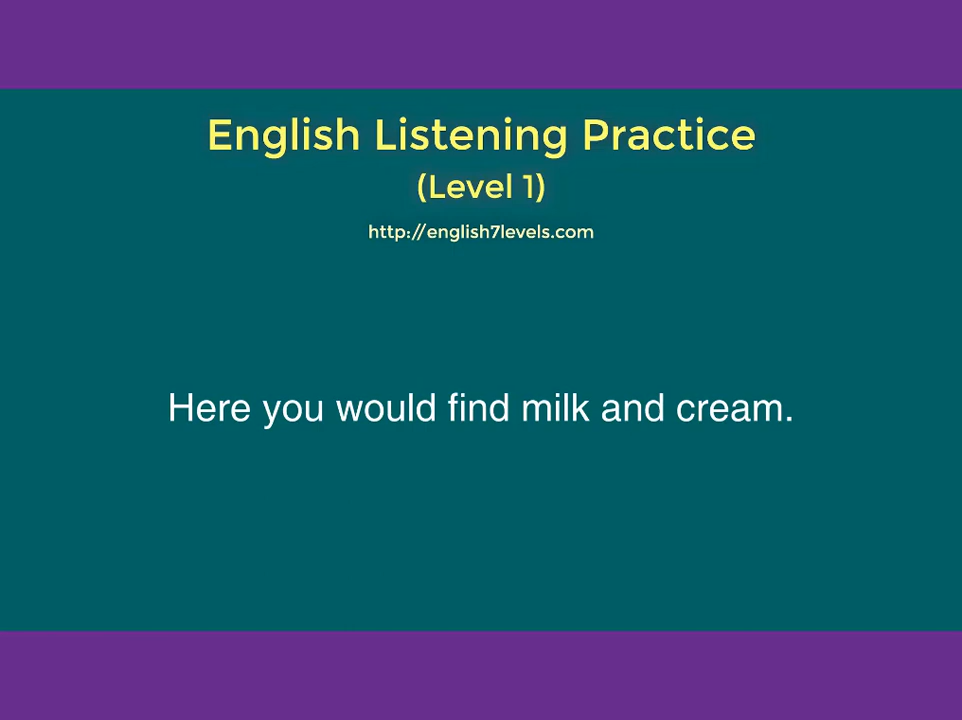 English Listening Practice
(Level 1)
http://english7levels.com
Here you would find milk and cream.